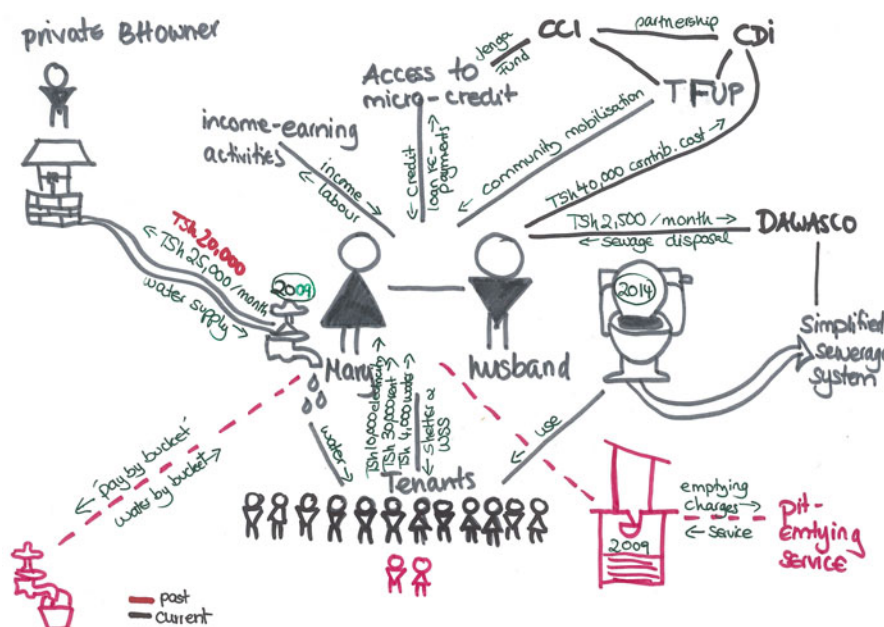 private BHowner
income-earning
activities
income →
← labour
Access to
micro-credit
Jenga
Fund
← credit
loan re- →
payments
CCI
partnership
CDi
TFUP
← community mobilisation
TSh 40,000 contrib. cost →
TSh 2,500/month →
← sewage disposal
DAWASCO
simplified
sewerage
system
TSh 20,000
← TSh 25,000/month
water supply →
2009
2014
Mary
husband
water →
TSh 10,000 electricity →
TSh 30,000 rent →
TSh 4,000 water →
← shelter &
WSS
← use
Tenants
← 'pay by bucket'
water by bucket →
2009
emptying
charges →
← service
pit-
emtying
SERVICE
past
current